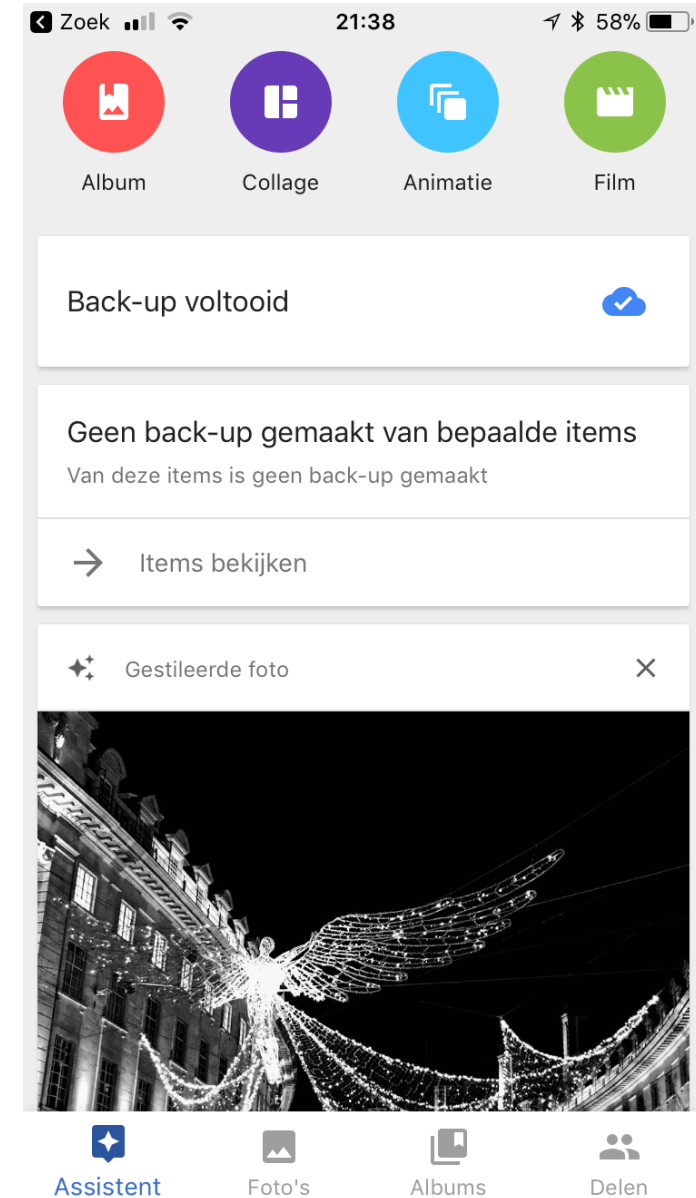 Zoek 21:38 58%
Album Collage Animatie Film
Back-up voltooid
Geen back-up gemaakt van bepaalde items
Van deze items is geen back-up gemaakt
Items bekijken
Gestileerde foto
Assistent Foto's Albums Delen